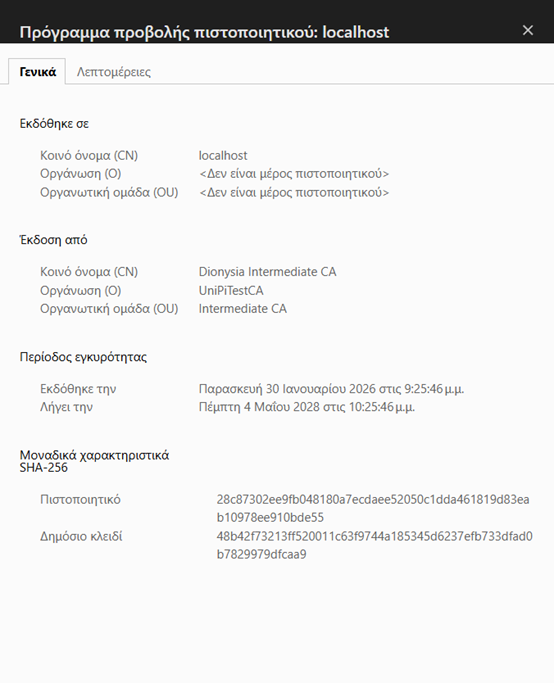 Πρόγραμμα προβολής πιστοποιητικού: localhost
Γενικά Λεπτομέρειες
Εκδόθηκε σε
Κοινό όνομα (CN) localhost
Οργάνωση (O) <Δεν είναι μέρος πιστοποιητικού>
Οργανωτική ομάδα (OU) <Δεν είναι μέρος πιστοποιητικού>
Έκδοση από
Κοινό όνομα (CN) Dionysia Intermediate CA
Οργάνωση (O) UniPiTestCA
Οργανωτική ομάδα (OU) Intermediate CA
Περίοδος εγκυρότητας
Εκδόθηκε την Παρασκευή 30 Ιανουαρίου 2026 στις 9:25:46 μ.μ.
Λήγει την Πέμπτη 4 Μαΐου 2028 στις 10:25:46 μ.μ.
Μοναδικά χαρακτηριστικά
SHA-256
Πιστοποιητικό 28c87302ee9fb048180a7ecdaee52050c1dda461819d83ea
b10978ee910bde55
Δημόσιο κλειδί 48b42f73213ff520011c63f9744a185345d6237efb733dfad0
b7829979dfcaa9